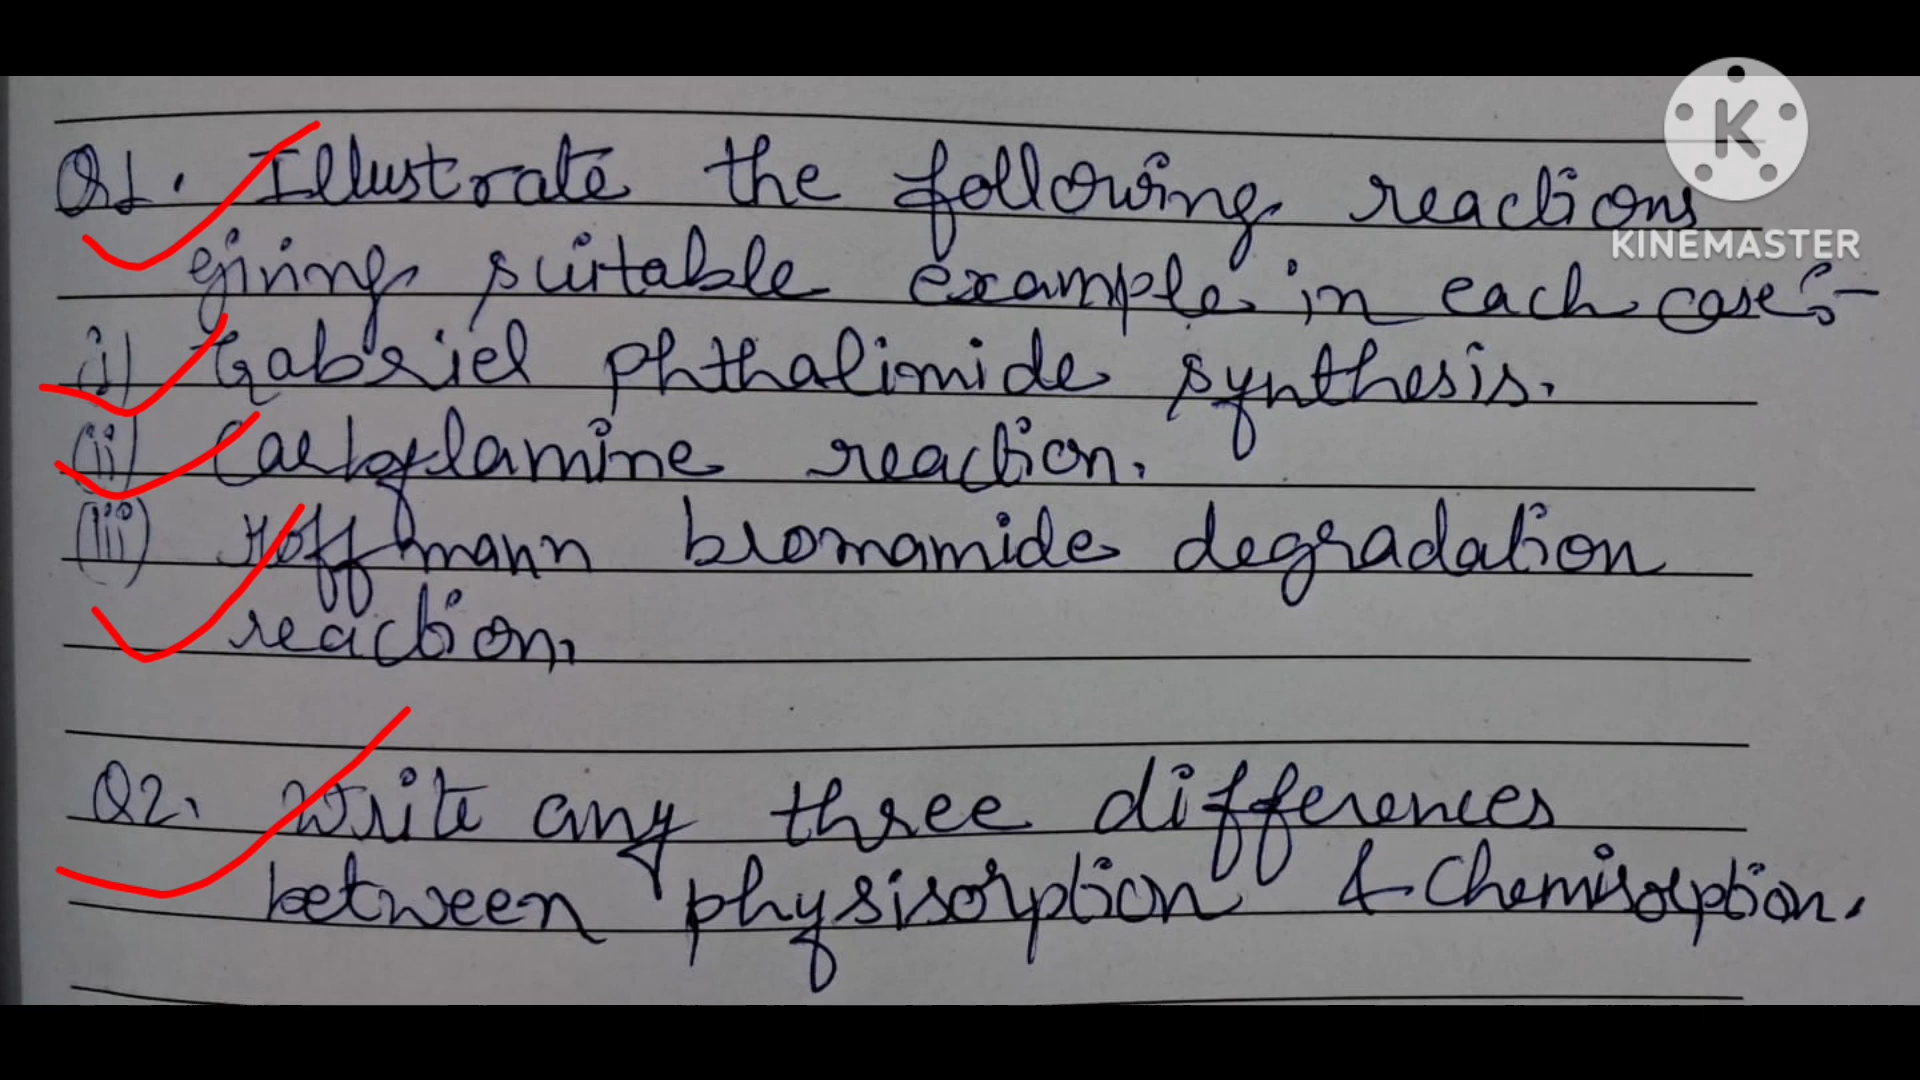 Q1. Illustrate the following reactions
giving suitable example in each case:-
(i) Gabriel phthalimide synthesis.
(ii) Carbylamine reaction.
(iii) Hoffmann bromamide degradation
reaction.
Q2. Write any three differences
between physisorption & Chemisorption.
K
KINEMASTER